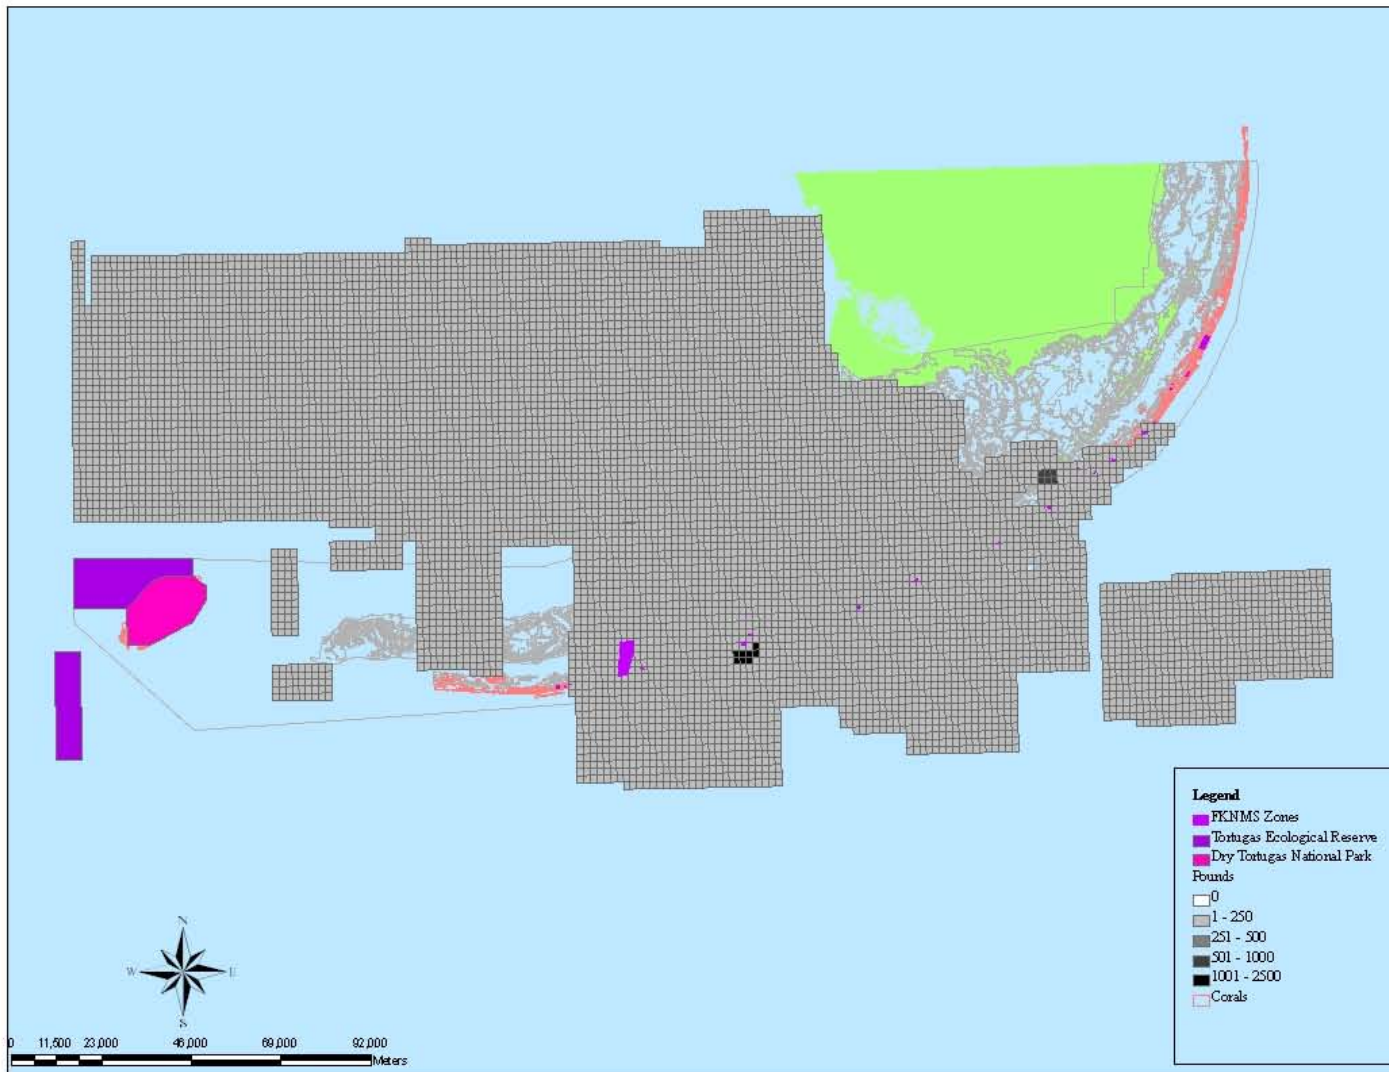 Legend
FKNMS Zones
Tortugas Ecological Reserve
Dry Tortugas National Park
Pounds
0
1 - 250
251 - 500
501 - 1000
1001 - 2500
Corals
N
W E
S
0 11,500 23,000 46,000 69,000 92,000
Meters